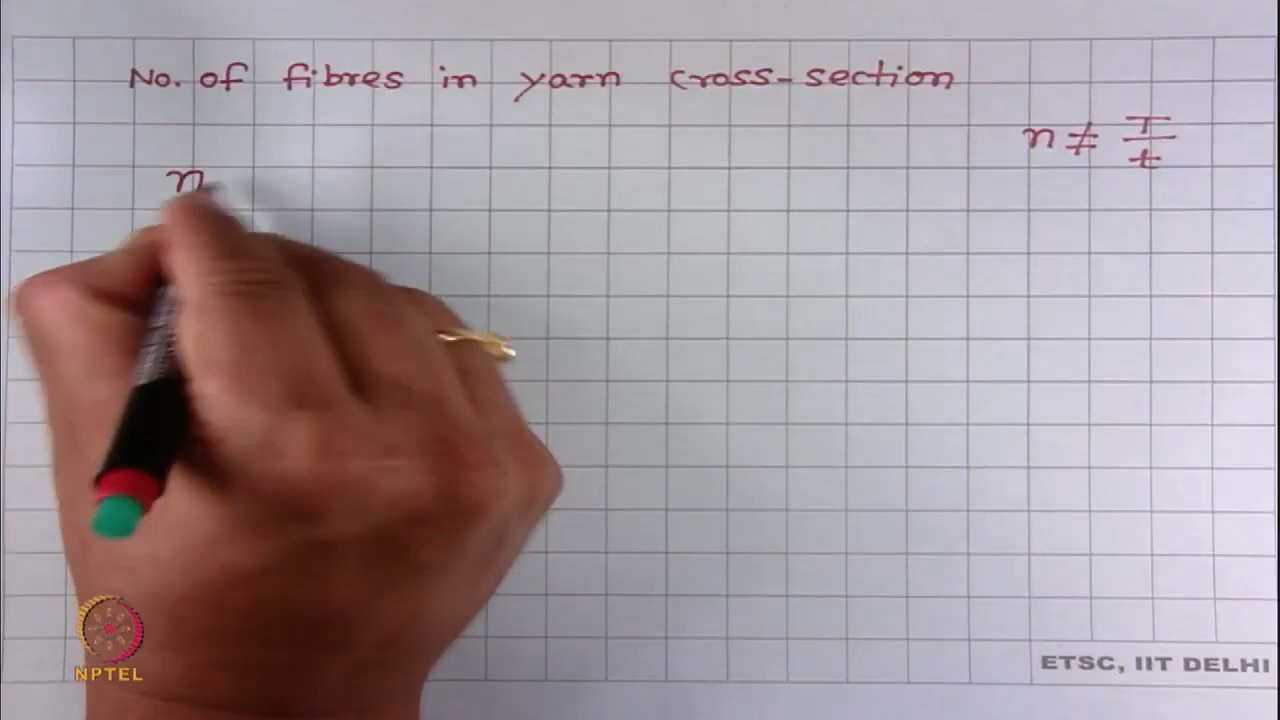 No. of fibres in yarn cross-section
n ≠ T/t
n
NPTEL
ETSC, IIT DELHI